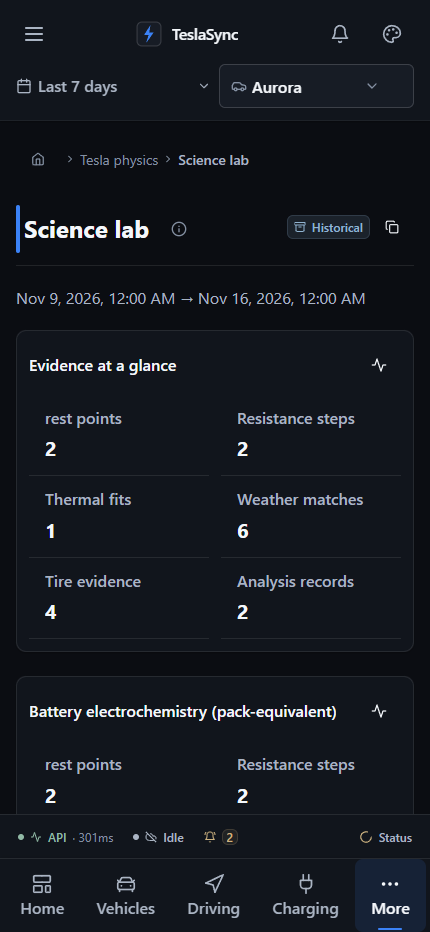 TeslaSync
Last 7 days
Aurora
Tesla physics
Science lab
Science lab
Historical
Nov 9, 2026, 12:00 AM → Nov 16, 2026, 12:00 AM
Evidence at a glance
rest points
Resistance steps
2
2
Thermal fits
Weather matches
1
6
Tire evidence
Analysis records
4
2
Battery electrochemistry (pack-equivalent)
rest points
Resistance steps
2
2
API · 301ms
Idle
2
Status
Home
Vehicles
Driving
Charging
More